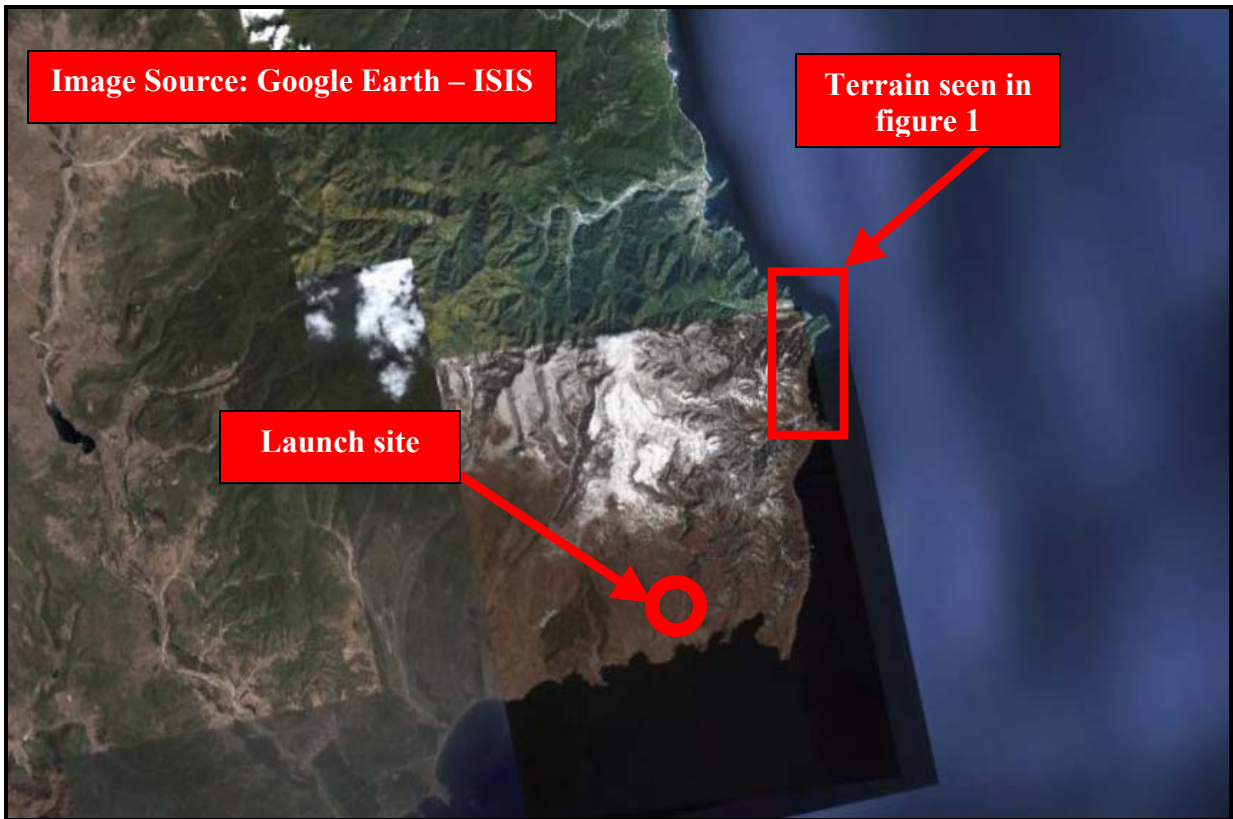 Image Source: Google Earth – ISIS
Terrain seen in
figure 1
Launch site